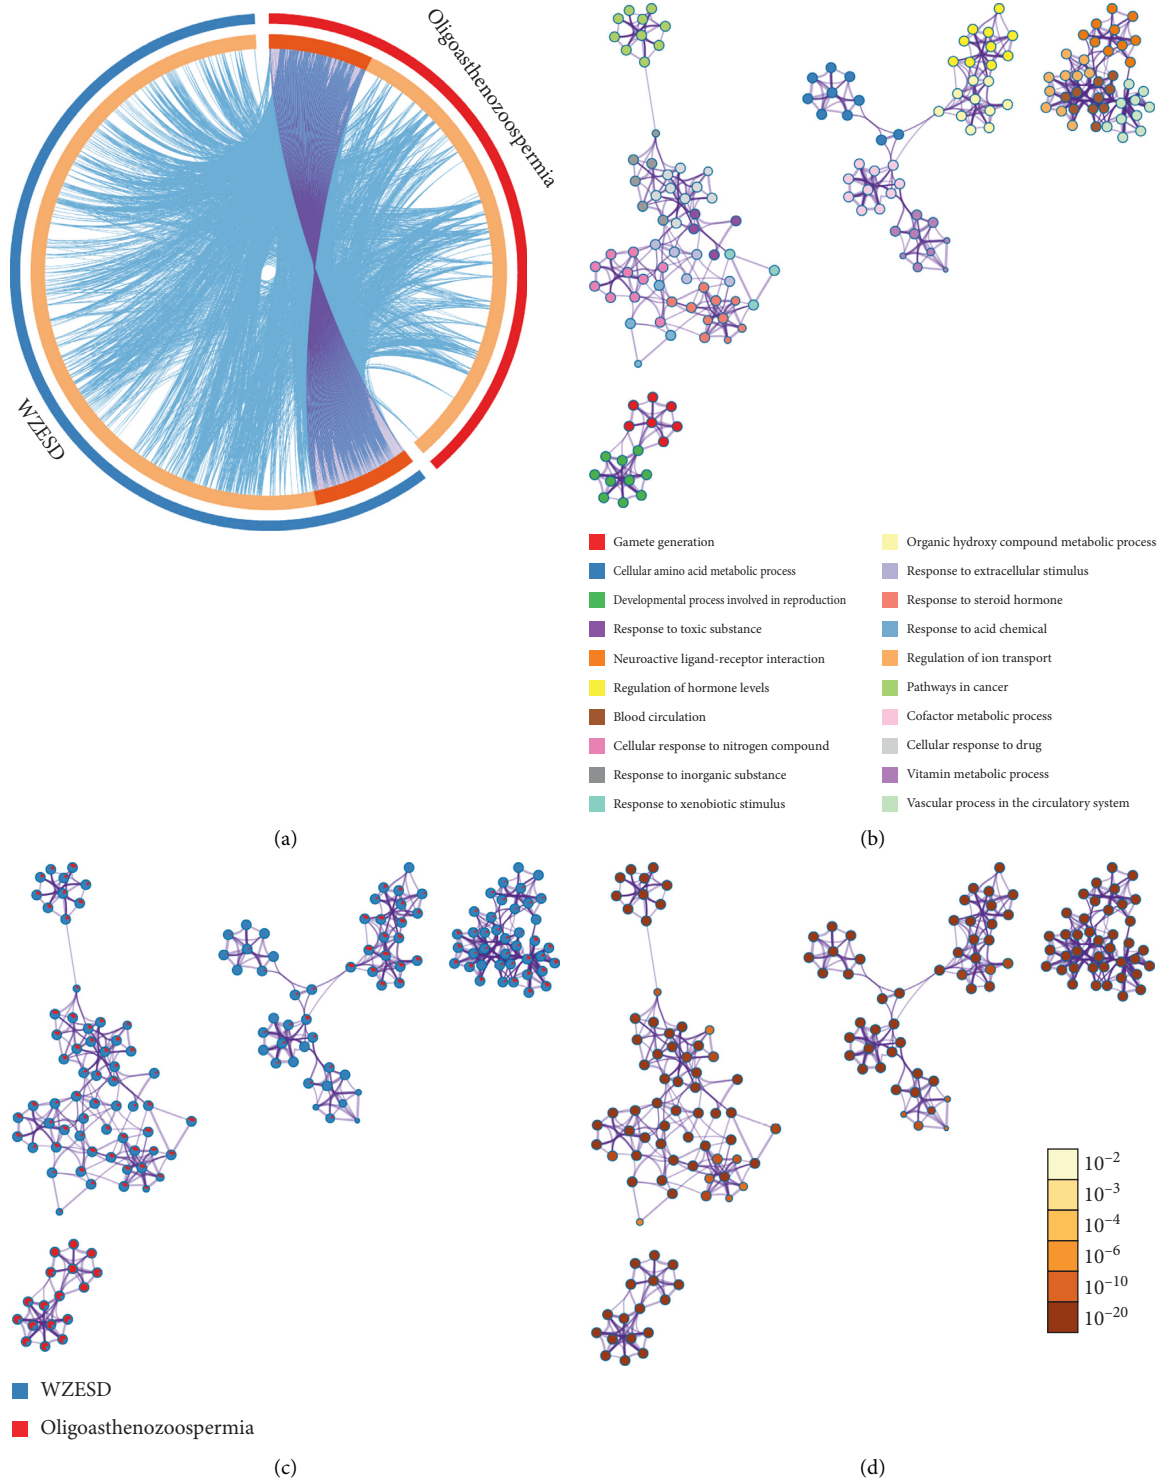 Oligoasthenozoospermia
WZESD
Gamete generation
Cellular amino acid metabolic process
Developmental process involved in reproduction
Response to toxic substance
Neuroactive ligand-receptor interaction
Regulation of hormone levels
Blood circulation
Cellular response to nitrogen compound
Response to inorganic substance
Response to xenobiotic stimulus
Organic hydroxy compound metabolic process
Response to extracellular stimulus
Response to steroid hormone
Response to acid chemical
Regulation of ion transport
Pathways in cancer
Cofactor metabolic process
Cellular response to drug
Vitamin metabolic process
Vascular process in the circulatory system
(a)
(b)
10⁻²
10⁻³
10⁻⁴
10⁻⁶
10⁻¹⁰
10⁻²⁰
WZESD
Oligoasthenozoospermia
(c)
(d)